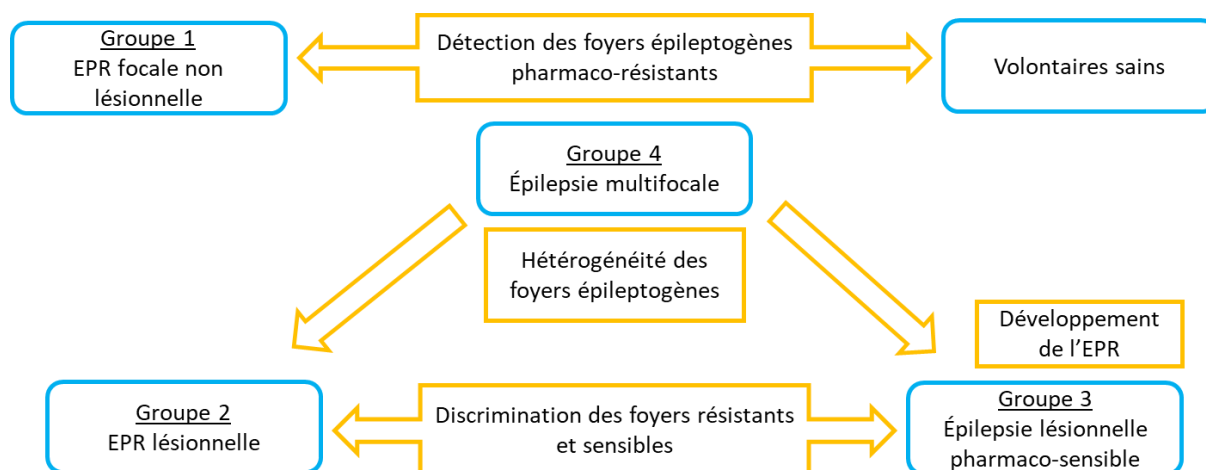 Groupe 1
EPR focale non
lésionnelle
Détection des foyers épileptogènes
pharmaco-résistants
Volontaires sains
Groupe 4
Épilepsie multifocale
Hétérogénéité des
foyers épileptogènes
Développement
de l’EPR
Groupe 2
EPR lésionnelle
Discrimination des foyers résistants
et sensibles
Groupe 3
Épilepsie lésionnelle
pharmaco-sensible